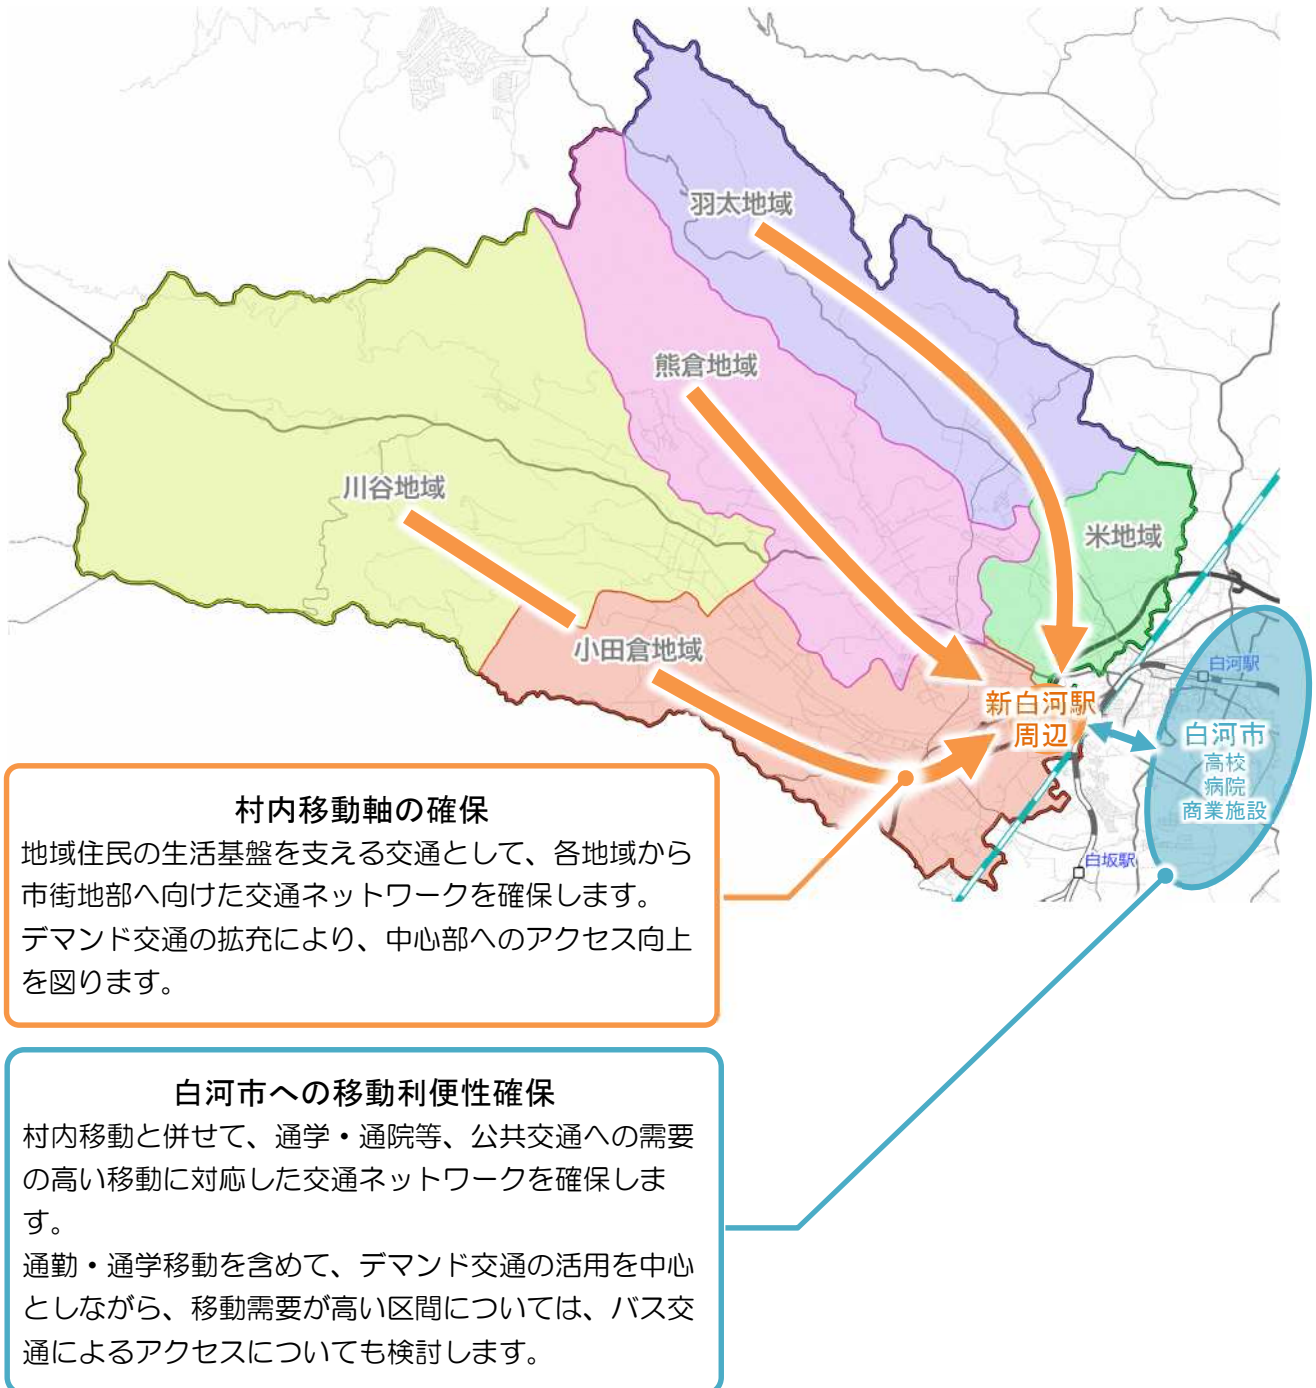 羽太地域
熊倉地域
川谷地域
米地域
小田倉地域
白河駅
新白河駅
周辺
白河市
高校
病院
商業施設
白坂駅
村内移動軸の確保
地域住民の生活基盤を支える交通として、各地域から
市街地部へ向けた交通ネットワークを確保します。
デマンド交通の拡充により、中心部へのアクセス向上
を図ります。
白河市への移動利便性確保
村内移動と併せて、通学・通院等、公共交通への需要
の高い移動に対応した交通ネットワークを確保しま
す。
通勤・通学移動を含めて、デマンド交通の活用を中心
としながら、移動需要が高い区間については、バス交
通によるアクセスについても検討します。